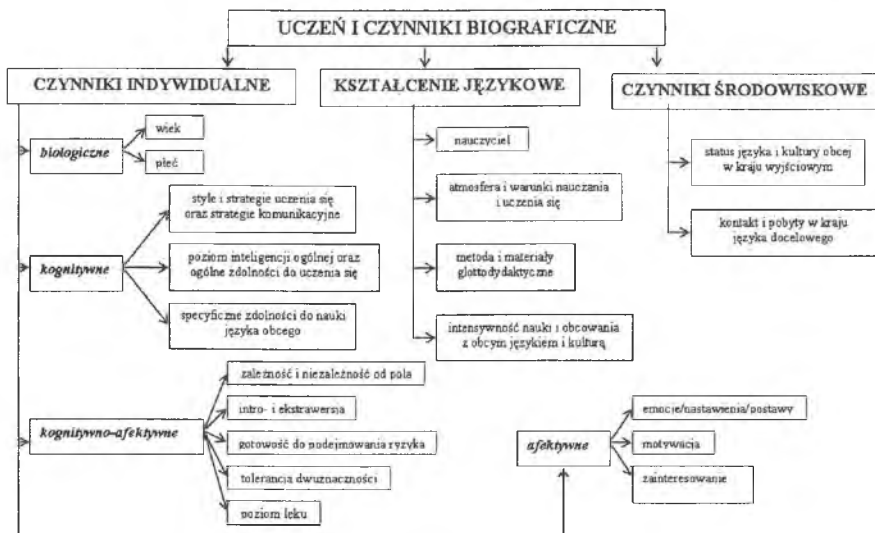 UCZEŃ I CZYNNIKI BIOGRAFICZNE
CZYNNIKI INDYWIDUALNE
biologiczne
wiek
płeć
kognitywne
style i strategie uczenia się
oraz strategie komunikacyjne
poziom inteligencji ogólnej oraz
ogólne zdolności do uczenia się
specyficzne zdolności do nauki
języka obcego
kognitywno-afektywne
zależność i niezależność od pola
intro- i ekstrawersja
gotowość do podejmowania ryzyka
tolerancja dwuznaczności
poziom lęku
afektywne
emocje/nastawienia/postawy
motywacja
zainteresowanie
KSZTAŁCENIE JĘZYKOWE
nauczyciel
atmosfera i warunki nauczania
i uczenia się
metoda i materiały
glottodydaktyczne
intensywność nauki i obcowania
z obcym językiem i kulturą
CZYNNIKI ŚRODOWISKOWE
status języka i kultury obcej
w kraju wyjściowym
kontakt i pobyty w kraju
języka docelowego